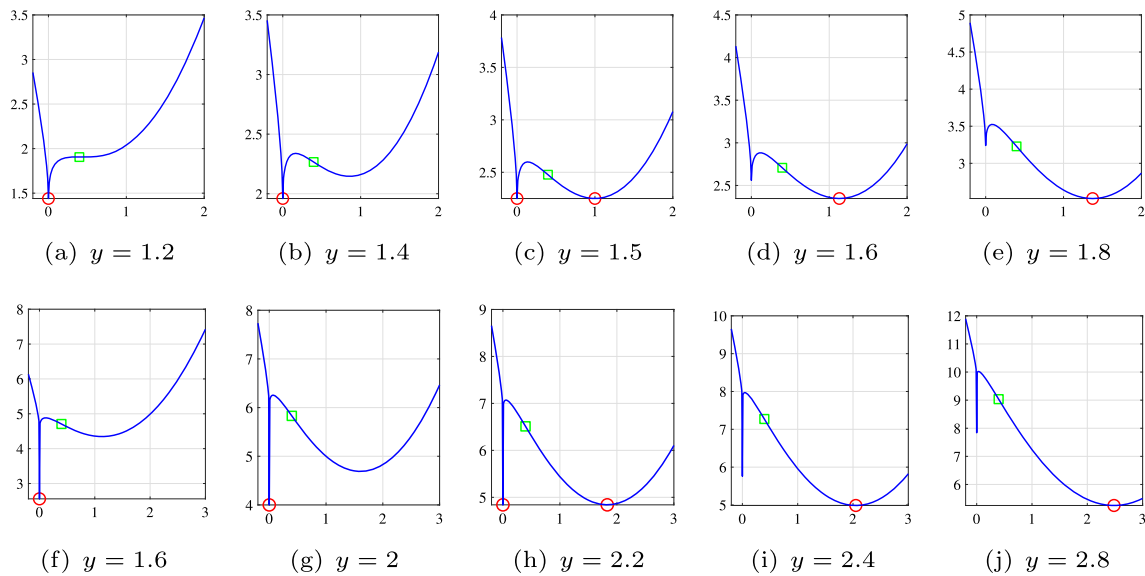 3.5
3
2.5
2
1.5
0 1 2
(a) y = 1.2
3.5
3
2.5
2
0 1 2
(b) y = 1.4
4
3.5
3
2.5
0 1 2
(c) y = 1.5
4.5
4
3.5
3
2.5
0 1 2
(d) y = 1.6
5
4.5
4
3.5
3
0 1 2
(e) y = 1.8
8
7
6
5
4
3
0 1 2 3
(f) y = 1.6
8
7
6
5
4
0 1 2 3
(g) y = 2
9
8
7
6
5
0 1 2 3
(h) y = 2.2
10
9
8
7
6
5
0 1 2 3
(i) y = 2.4
12
11
10
9
8
7
6
0 1 2 3
(j) y = 2.8